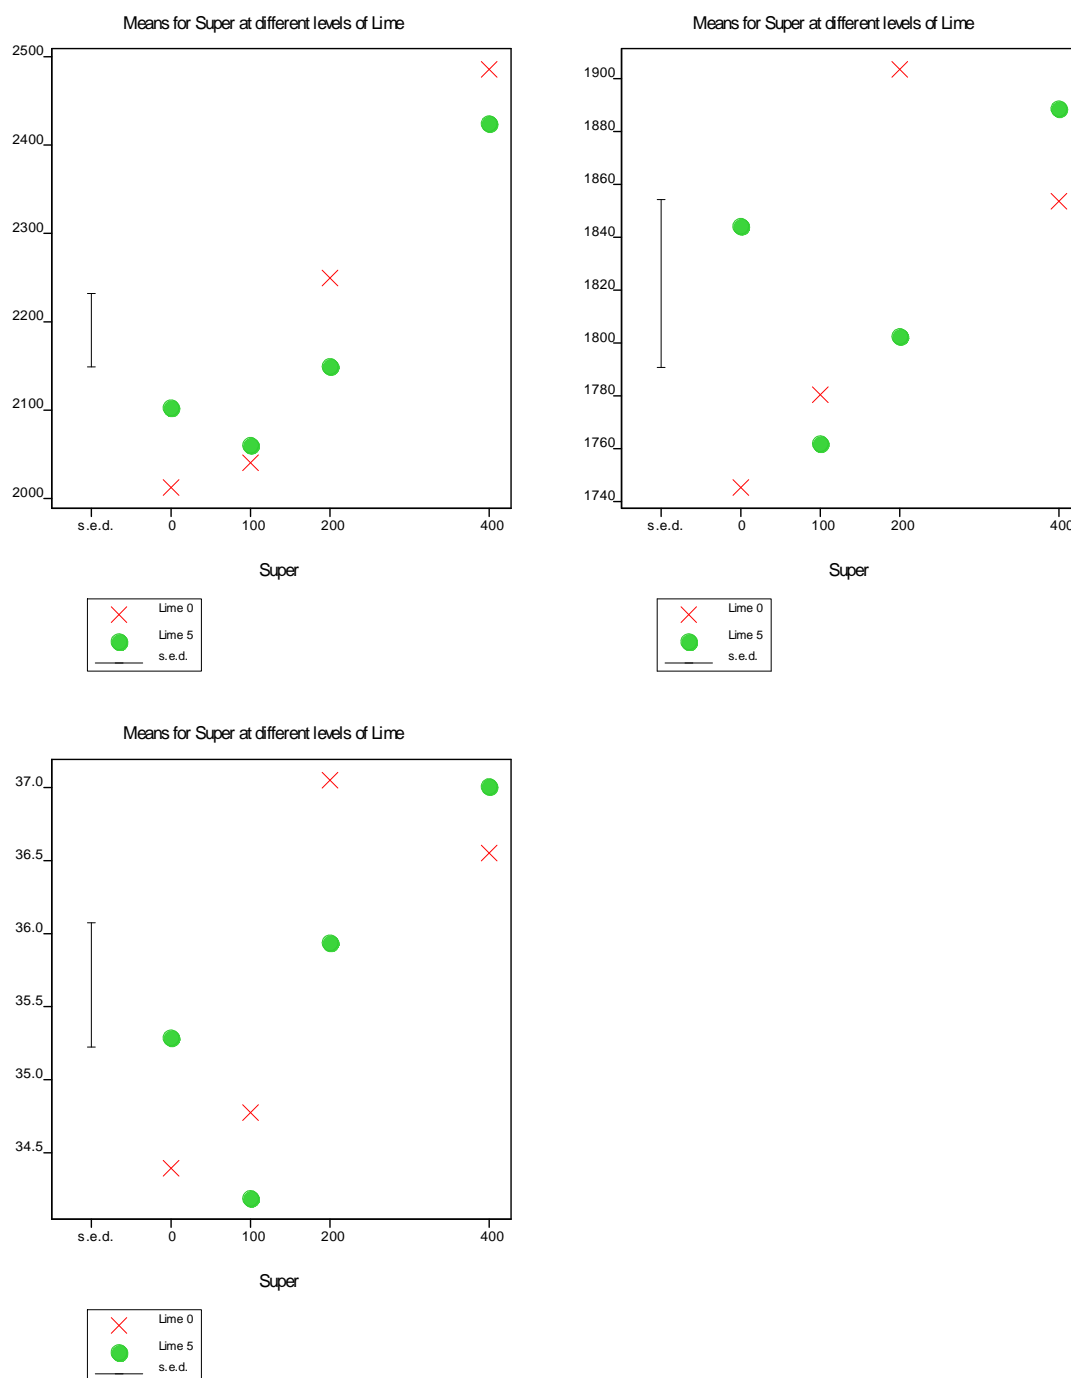 Means for Super at different levels of Lime
2500
2400
2300
2200
2100
2000
s.e.d. 0 100 200 400
Super
Lime 0
Lime 5
s.e.d.
Means for Super at different levels of Lime
1900
1880
1860
1840
1820
1800
1780
1760
1740
s.e.d. 0 100 200 400
Super
Lime 0
Lime 5
s.e.d.
Means for Super at different levels of Lime
37.0
36.5
36.0
35.5
35.0
34.5
s.e.d. 0 100 200 400
Super
Lime 0
Lime 5
s.e.d.